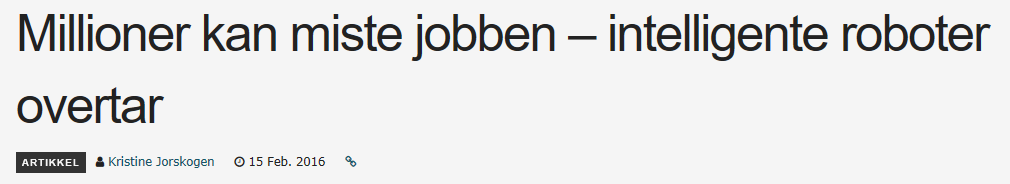 Millioner kan miste jobben – intelligente roboter
overtar
ARTIKKEL Kristine Jorskogen 15 Feb. 2016